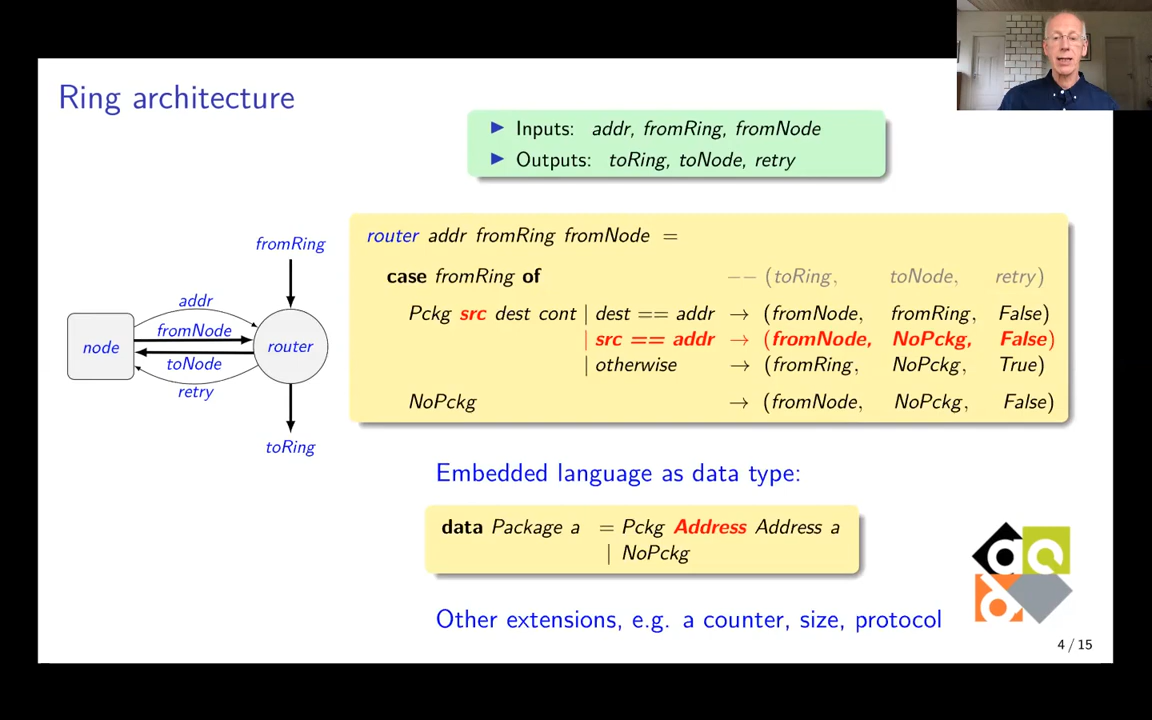 Ring architecture
▶ Inputs: addr, fromRing, fromNode
▶ Outputs: toRing, toNode, retry
fromRing
addr
fromNode
node
router
toNode
retry
toRing
router addr fromRing fromNode =
case fromRing of -- (toRing, toNode, retry)
Pckg src dest cont | dest == addr → (fromNode, fromRing, False)
| src == addr → (fromNode, NoPckg, False)
| otherwise → (fromRing, NoPckg, True)
NoPckg → (fromNode, NoPckg, False)
Embedded language as data type:
data Package a = Pckg Address Address a
| NoPckg
Other extensions, e.g. a counter, size, protocol
4 / 15